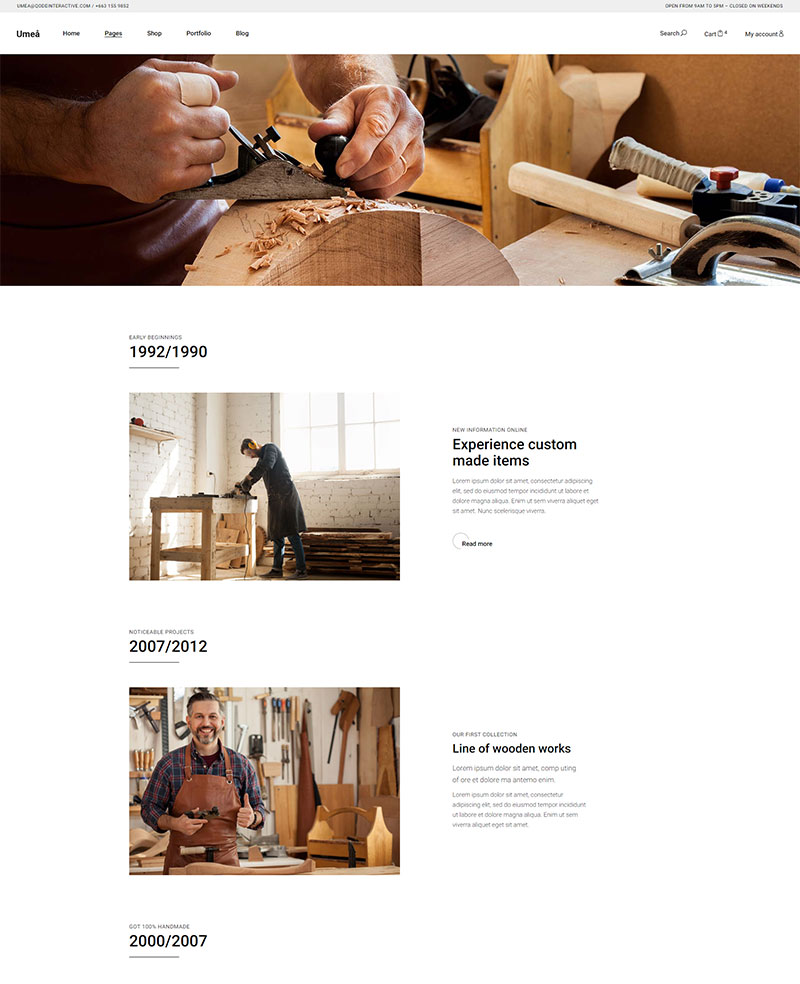 UMEA@QODEINTERACTIVE.COM / +663 155 9852
OPEN FROM 9AM TO 5PM – CLOSED ON WEEKENDS
Umeå
Home
Pages
Shop
Portfolio
Blog
Search
Cart 4
My account
EARLY BEGINNINGS
1992/1990
NEW INFORMATION ONLINE
Experience custom
made items
Lorem ipsum dolor sit amet, consectetur adipiscing
elit, sed do eiusmod tempor incididunt ut labore et
dolore magna aliqua. Enim ut sem viverra aliquet eget
sit amet. Nunc scelerisque viverra.
Read more
NOTICEABLE PROJECTS
2007/2012
OUR FIRST COLLECTION
Line of wooden works
Lorem ipsum dolor sit amet, comp uting
of ore et dolore ma antemo enim.
Lorem ipsum dolor sit amet, consectetur
adipiscing elit, sed do eiusmod tempor incididunt
ut labore et dolore magna aliqua. Enim ut sem
viverra aliquet eget sit amet.
GOT 100% HANDMADE
2000/2007